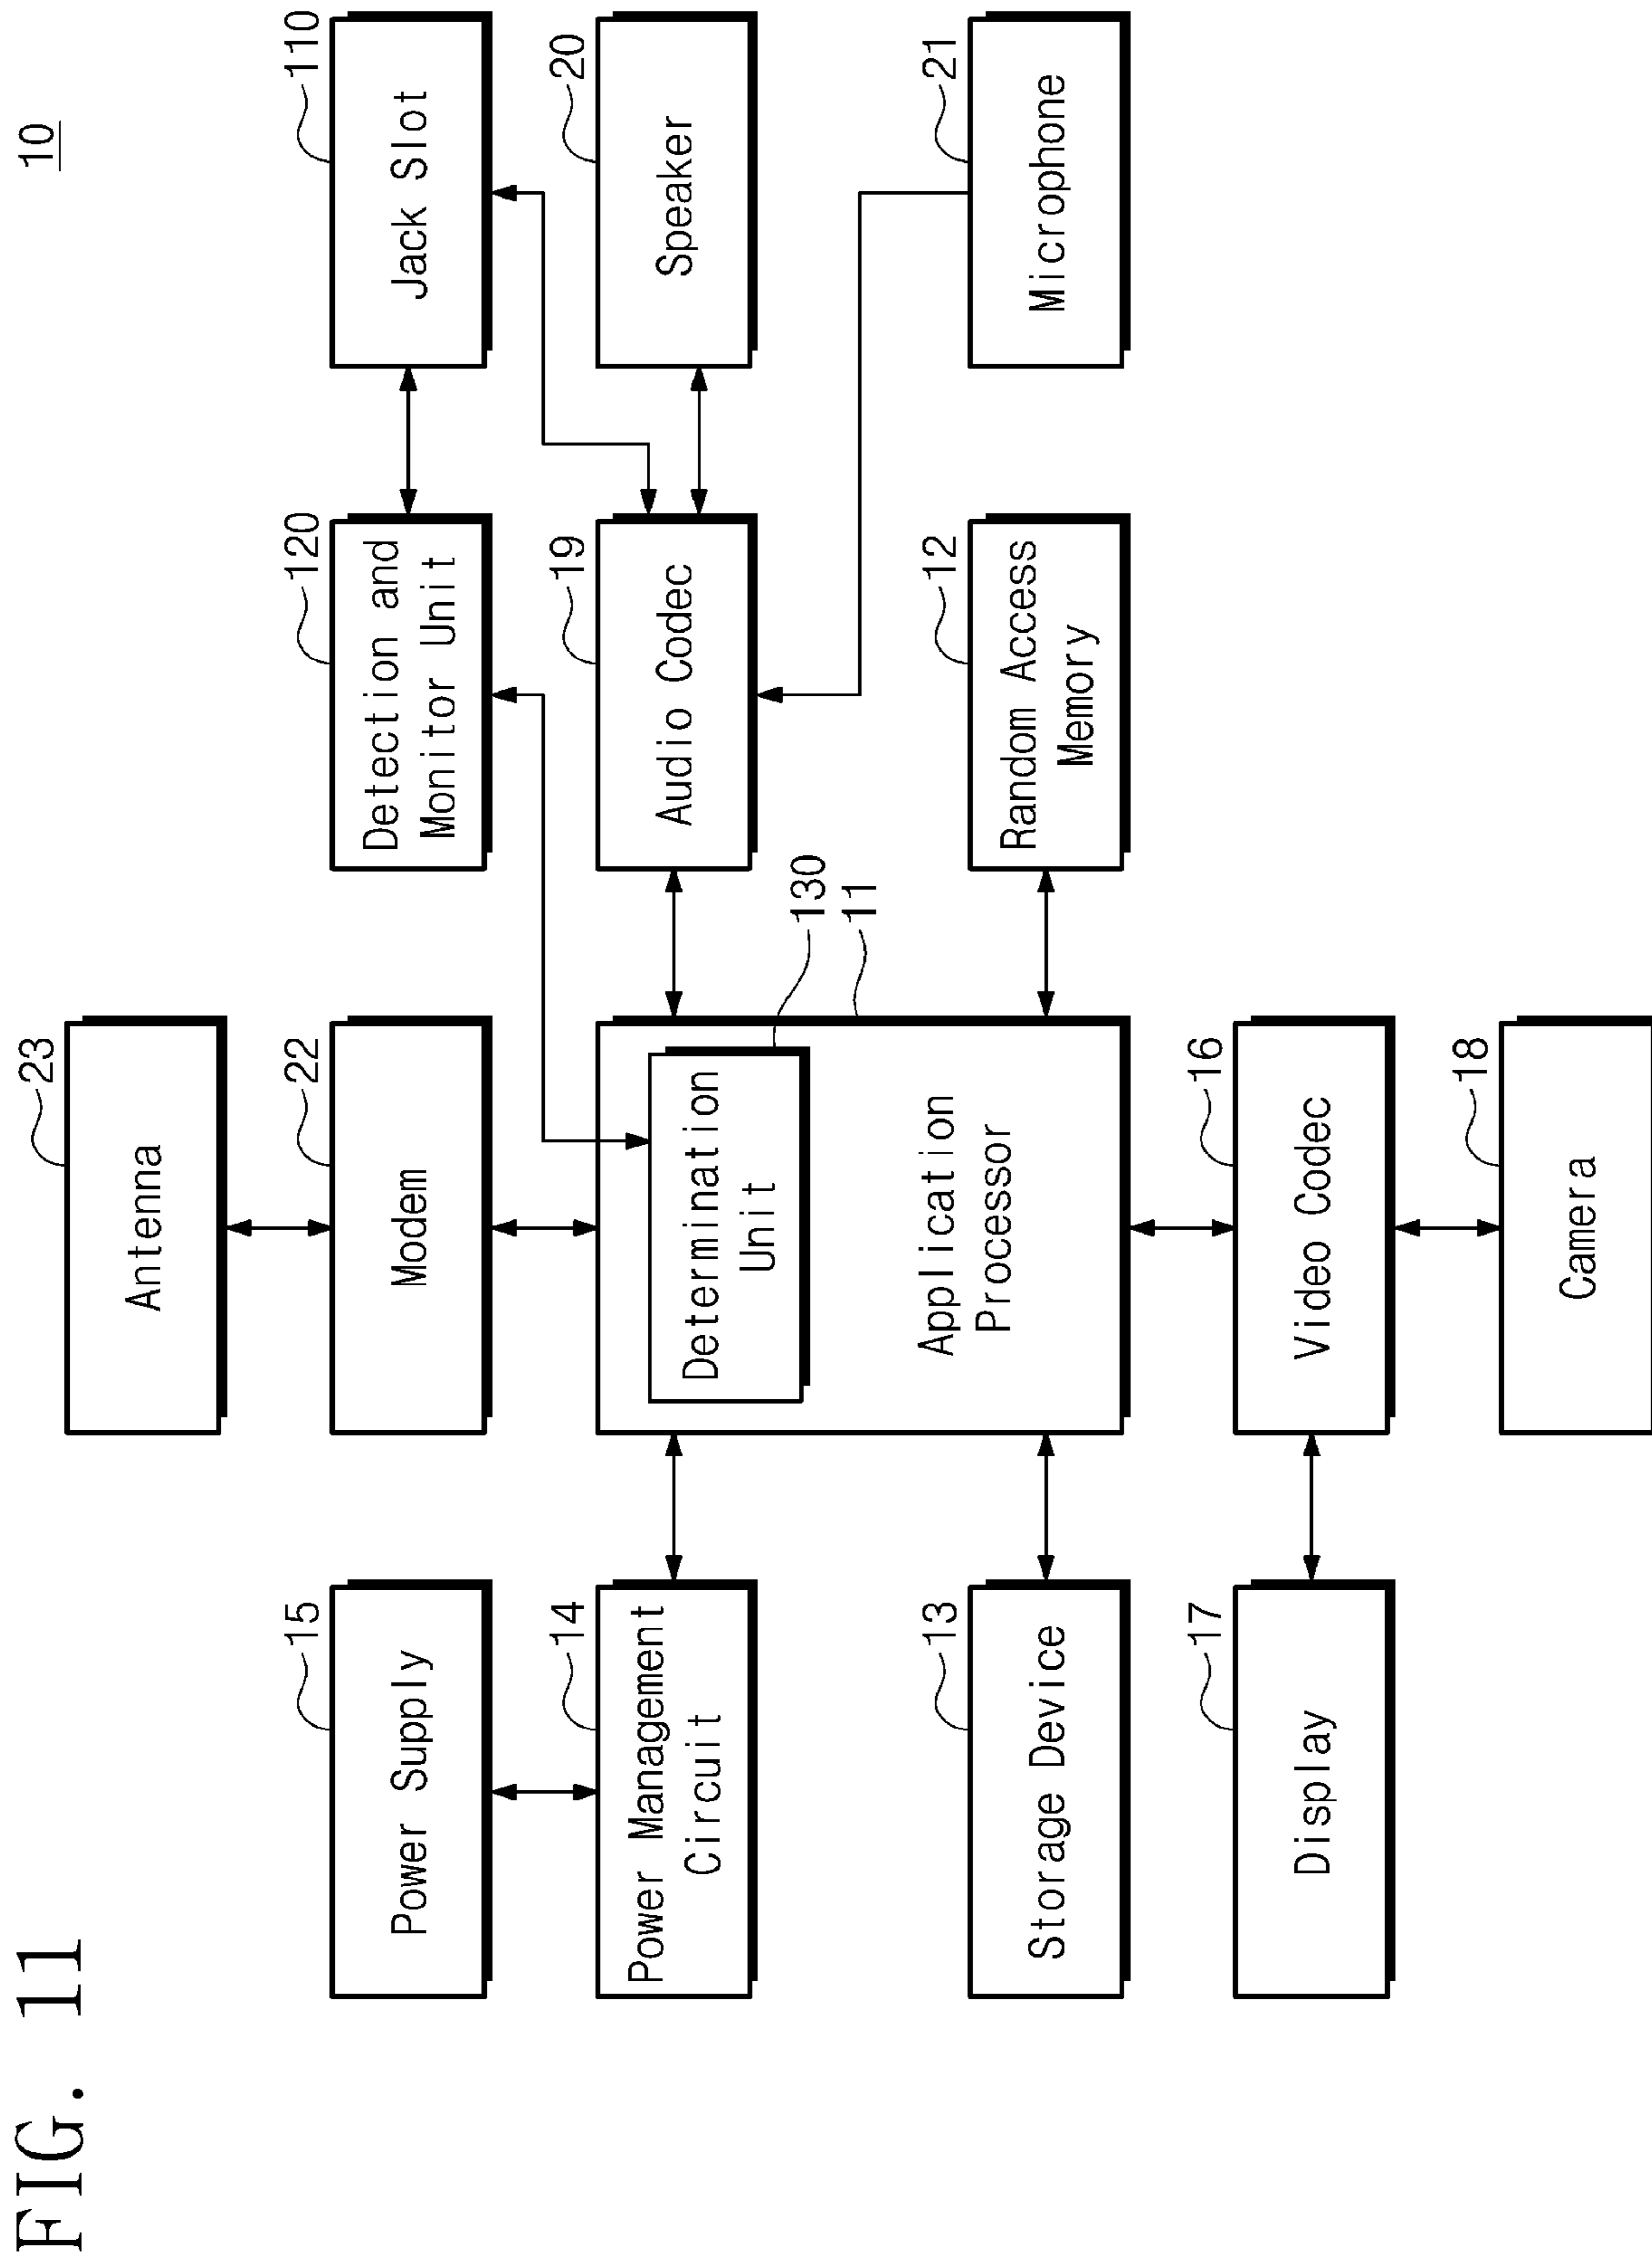 FIG. 11
10
23
Antenna
15
Power Supply
22
Modem
120
Detection and
Monitor Unit
110
Jack Slot
14
Power Management
Circuit
Determination
Unit
130
11
Application
Processor
19
Audio Codec
20
Speaker
13
Storage Device
12
Random Access
Memory
21
Microphone
17
Display
16
Video Codec
18
Camera